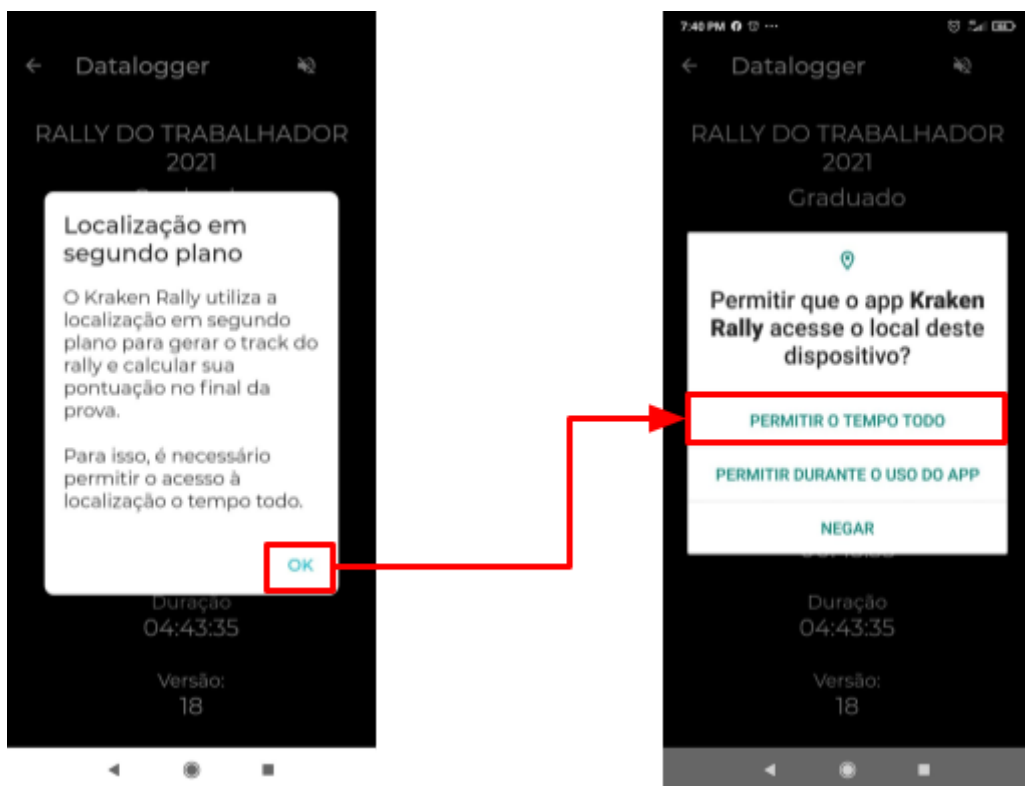 Datalogger
RALLY DO TRABALHADOR
2021
Localização em
segundo plano
O Kraken Rally utiliza a
localização em segundo
plano para gerar o track do
rally e calcular sua
pontuação no final da
prova.
Para isso, é necessário
permitir o acesso à
localização o tempo todo.
OK
Duração
04:43:35
Versão:
18
7:40 PM
Datalogger
RALLY DO TRABALHADOR
2021
Graduado
Permitir que o app Kraken
Rally acesse o local deste
dispositivo?
PERMITIR O TEMPO TODO
PERMITIR DURANTE O USO DO APP
NEGAR
Duração
04:43:35
Versão:
18